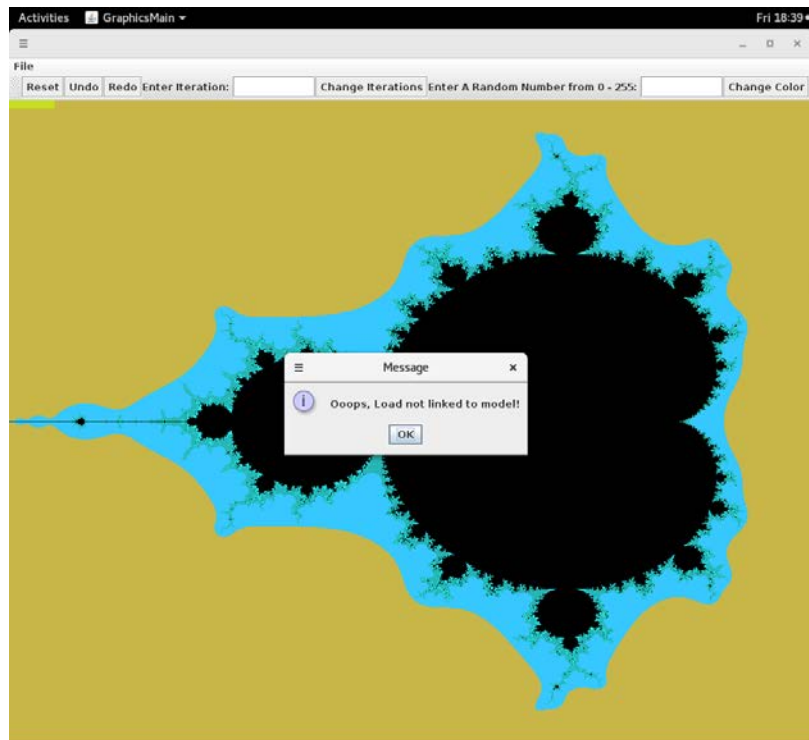 Activities GraphicsMain Fri 18:39
File
Reset Undo Redo Enter Iteration: Change Iterations Enter A Random Number from 0 - 255: Change Color
Message
Ooops, Load not linked to model!
OK